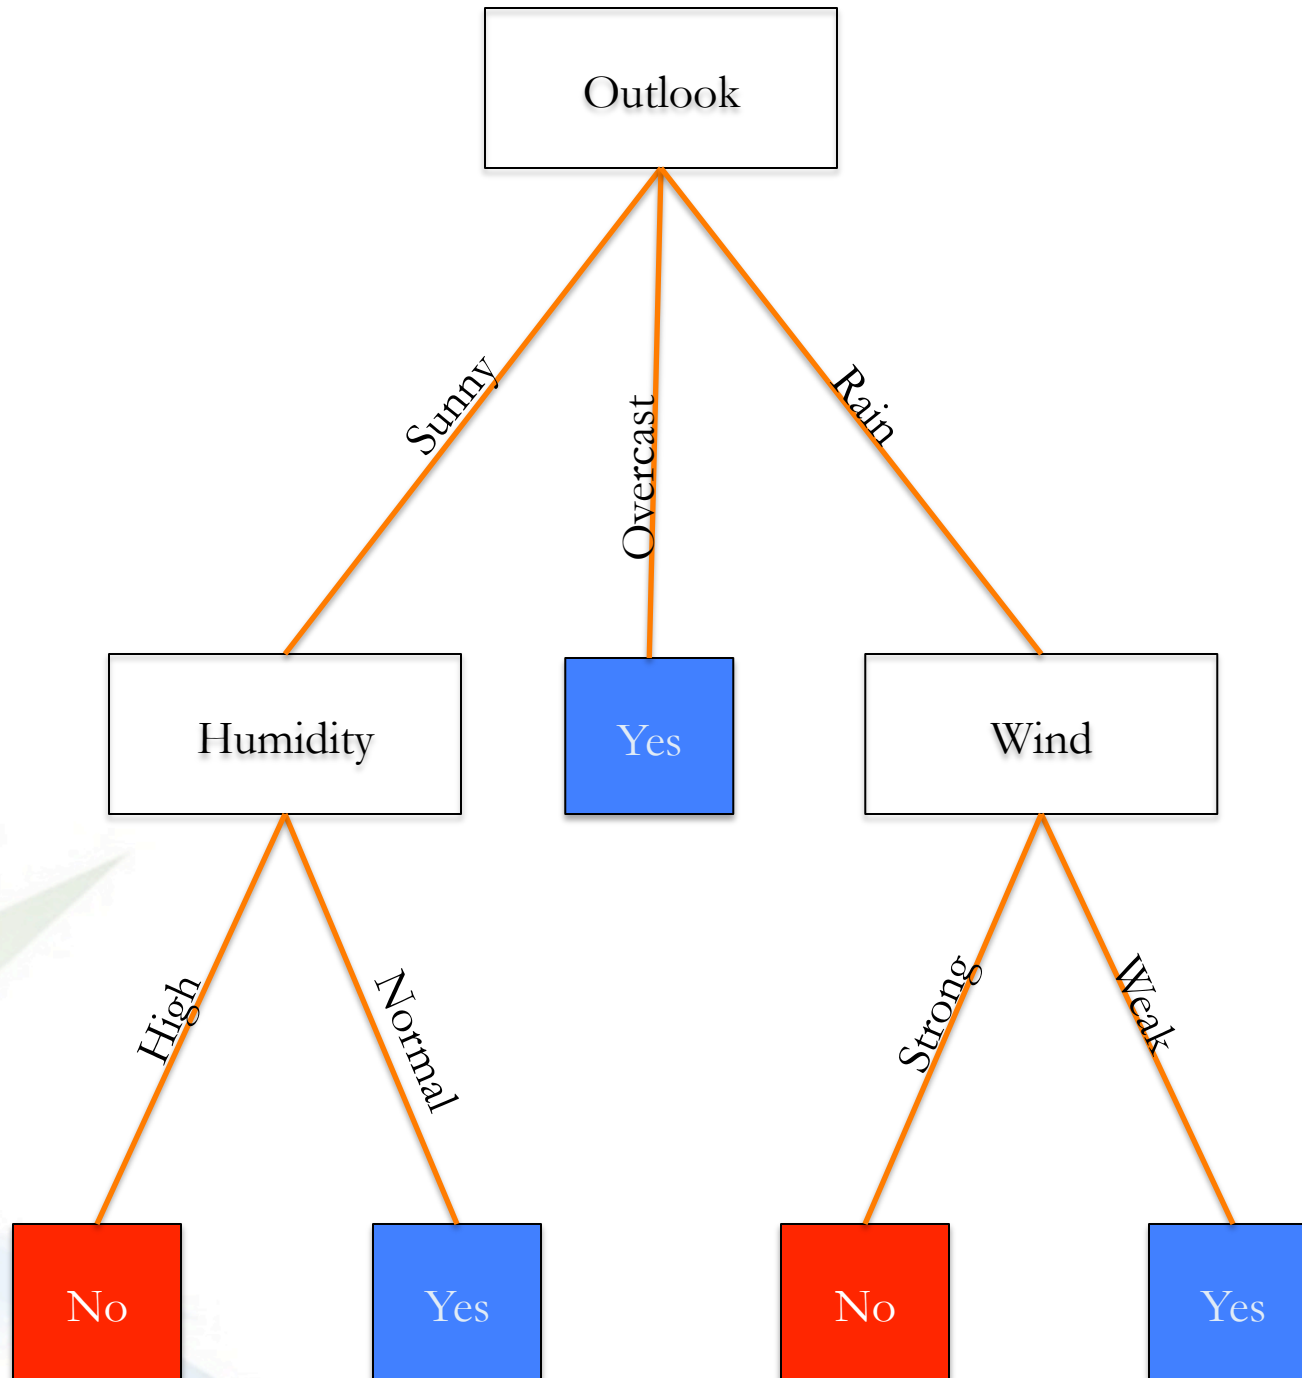 Outlook
Sunny
Overcast
Rain
Humidity
Yes
Wind
High
Normal
Strong
Weak
No
Yes
No
Yes